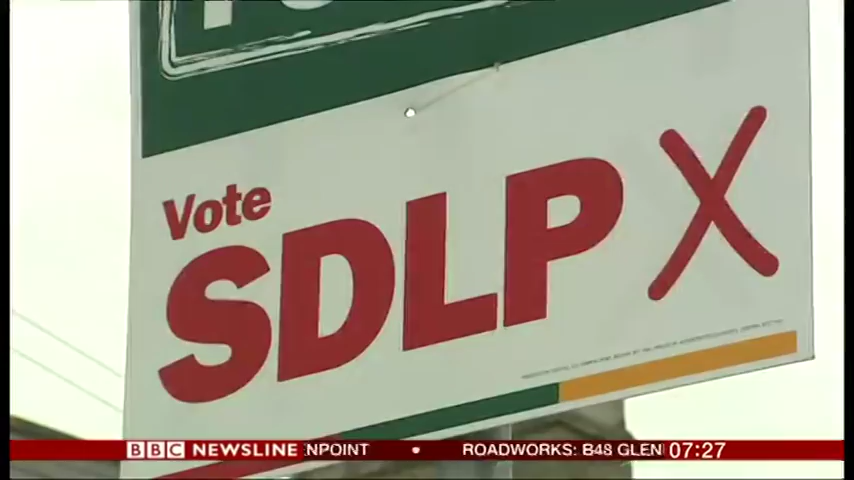 Vote
SDLP X
BBC NEWSLINE NPOINT • ROADWORKS: B48 GLEN 07:27